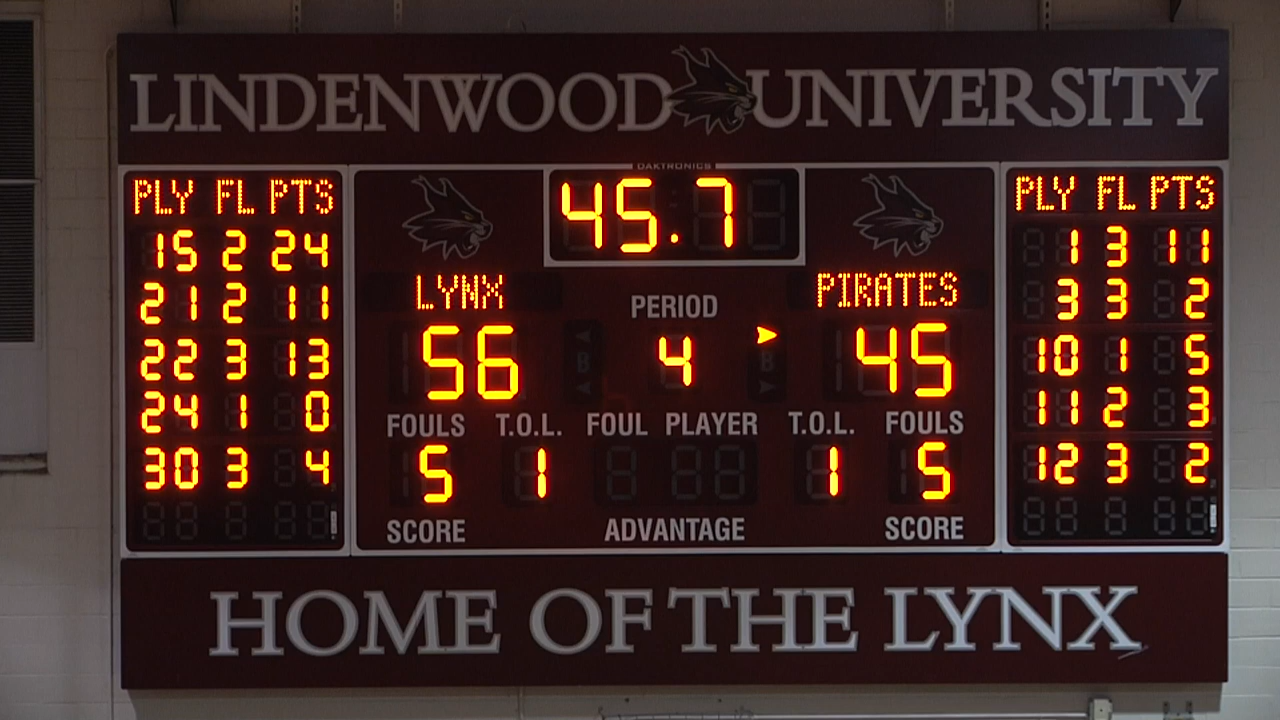 LINDENWOOD UNIVERSITY
DAKTRONICS
PLY FL PTS
15 2 24
21 2 11
22 3 13
24 1 0
30 3 4
45.7
LYNX PERIOD PIRATES
56 4 45
FOULS T.O.L. FOUL PLAYER T.O.L. FOULS
5 1 1 5
SCORE ADVANTAGE SCORE
PLY FL PTS
1 3 11
3 3 2
10 1 5
11 2 3
12 3 2
HOME OF THE LYNX